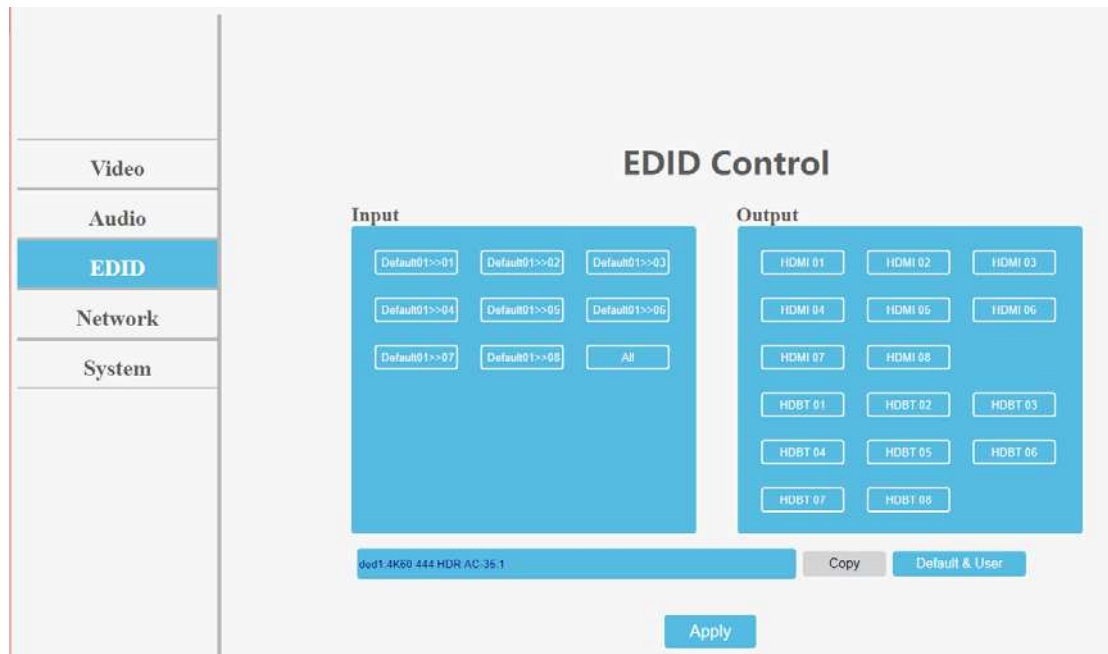 Video
Audio
EDID
Network
System
EDID Control
Input
Default01>>01 Default01>>02 Default01>>03
Default01>>04 Default01>>05 Default01>>06
Default01>>07 Default01>>08 All
Output
HDMI 01 HDMI 02 HDMI 03
HDMI 04 HDMI 05 HDMI 06
HDMI 07 HDMI 08
HDBT 01 HDBT 02 HDBT 03
HDBT 04 HDBT 05 HDBT 06
HDBT 07 HDBT 08
4K60 444 HDR Copy Default & User
Apply